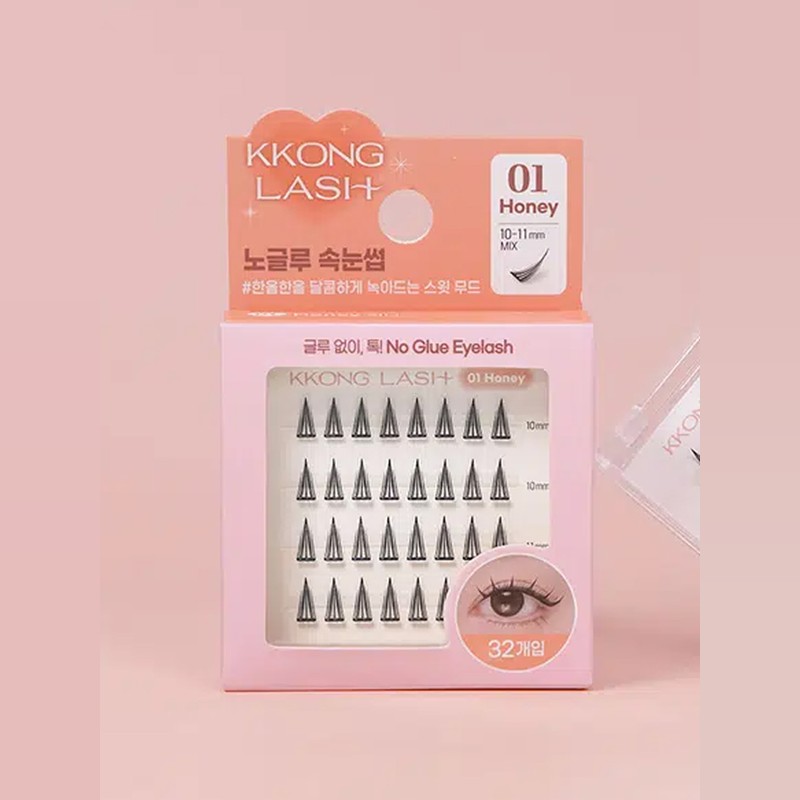 KKONG
LASH
01
Honey
10-11mm
MIX
노글루 속눈썹
#한올한올 달콤하게 녹아드는 스윗 무드
글루 없이, 톡! No Glue Eyelash
KKONG LASH 01 Honey
10mm
10mm
32개입